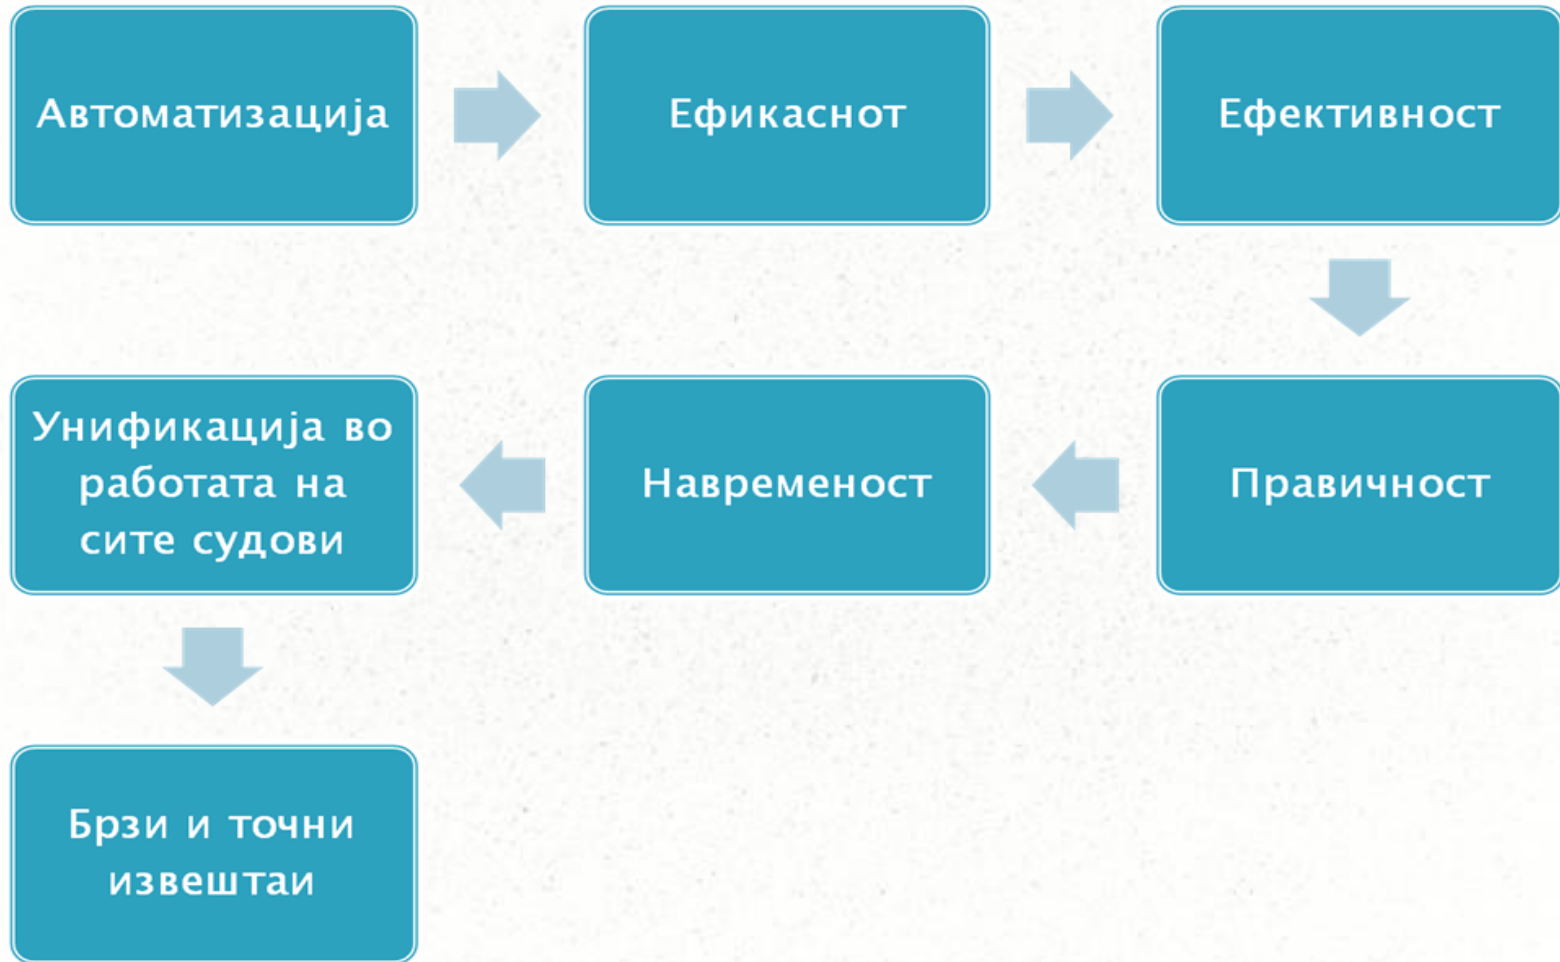 Автоматизација
Ефикаснот
Ефективност
Правичност
Навременост
Унификација во
работата на
сите судови
Брзи и точни
извештаи